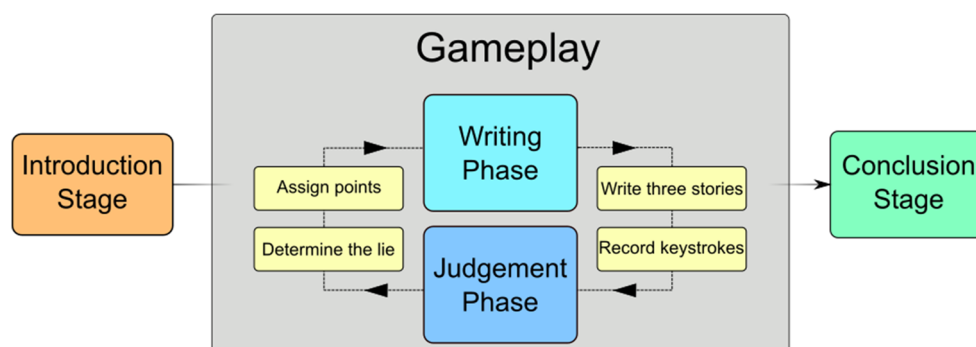 Gameplay
Introduction
Stage
Writing
Phase
Assign points
Write three stories
Determine the lie
Record keystrokes
Judgement
Phase
Conclusion
Stage